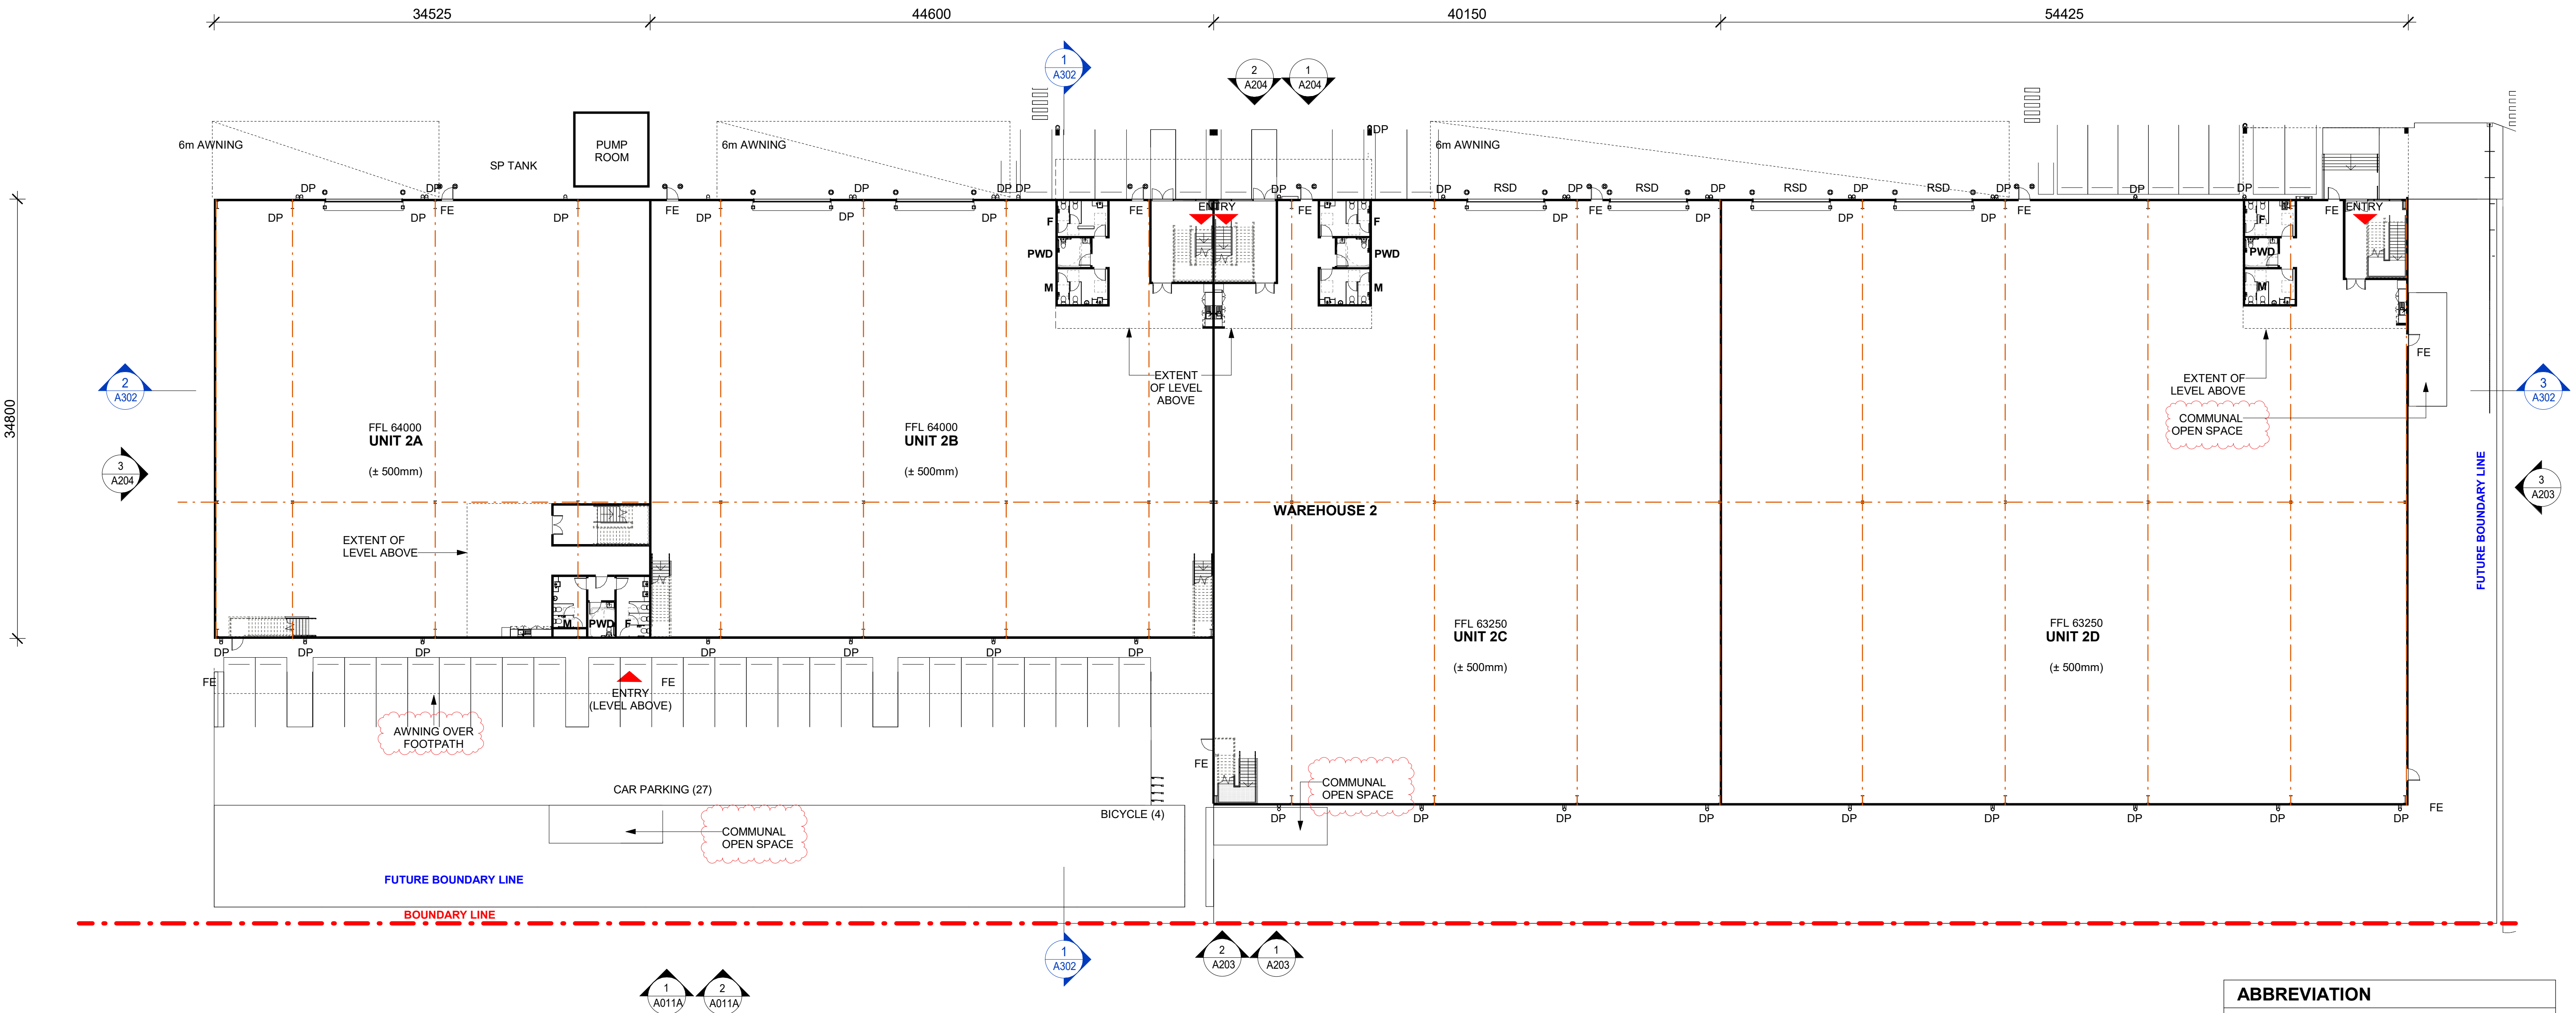 34525 44600 40150 54425
1
A302
2
A204
1
A204
6m AWNING
SP TANK
PUMP
ROOM
6m AWNING
DP
6m AWNING
DP DP DP DP DP DP DP DP RSD DP RSD DP RSD DP RSD DP DP DP
DP DP FE DP FE DP DP DP FE ENTRY FE DP FE DP DP FE FE ENTRY
F F F
PWD PWD PWD
M M M
34800
EXTENT
OF LEVEL
ABOVE
FE
EXTENT OF
LEVEL ABOVE
COMMUNAL
OPEN SPACE
2
A302
3
A302
3
A204
3
A203
FFL 64000
UNIT 2A
(± 500mm)
FFL 64000
UNIT 2B
(± 500mm)
WAREHOUSE 2
FUTURE BOUNDARY LINE
EXTENT OF
LEVEL ABOVE
M PWD F
FFL 63250
UNIT 2C
(± 500mm)
FFL 63250
UNIT 2D
(± 500mm)
DP DP DP DP DP DP DP
FE FE
ENTRY
(LEVEL ABOVE)
AWNING OVER
FOOTPATH
FE
CAR PARKING (27)
BICYCLE (4)
COMMUNAL
OPEN SPACE
DP DP DP DP DP DP DP DP DP FE
COMMUNAL
OPEN SPACE
FUTURE BOUNDARY LINE
BOUNDARY LINE
1
A302
2
A203
1
A203
1
A011A
2
A011A
ABBREVIATION